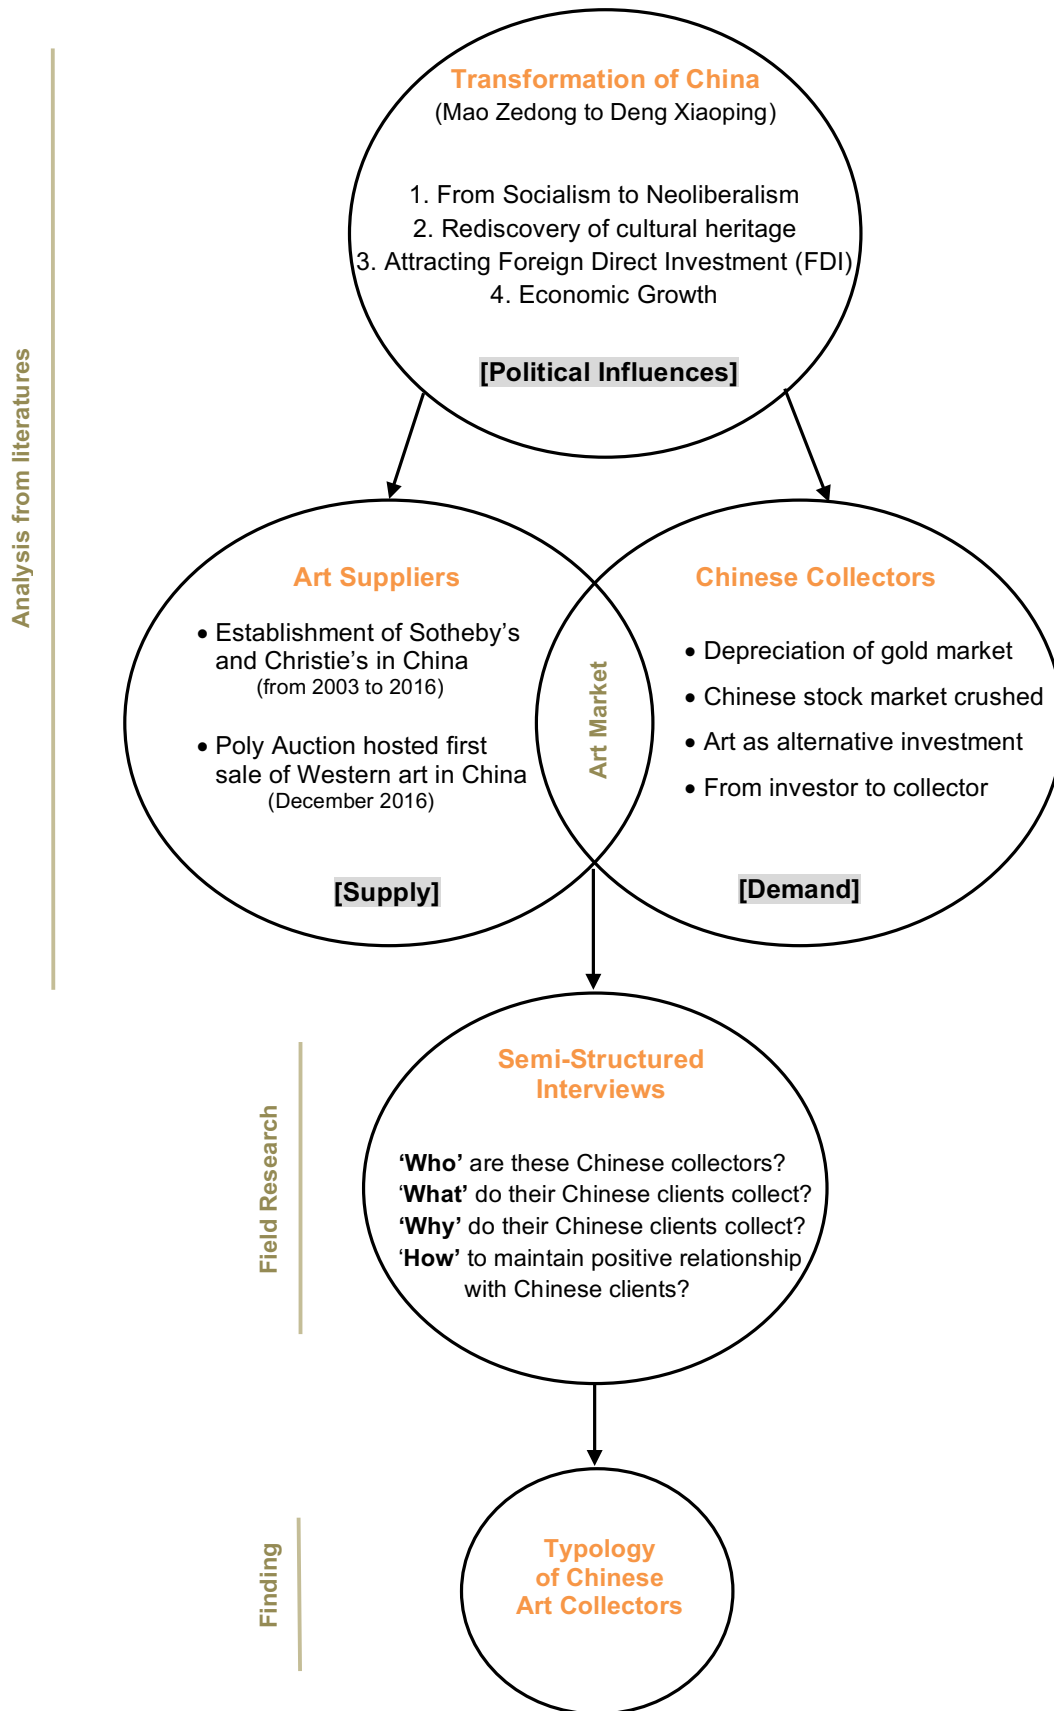 Analysis from literatures
Transformation of China
(Mao Zedong to Deng Xiaoping)
1. From Socialism to Neoliberalism
2. Rediscovery of cultural heritage
3. Attracting Foreign Direct Investment (FDI)
4. Economic Growth
[Political Influences]
Art Suppliers
• Establishment of Sotheby’s
and Christie’s in China
(from 2003 to 2016)
• Poly Auction hosted first
sale of Western art in China
(December 2016)
[Supply]
Art Market
Chinese Collectors
• Depreciation of gold market
• Chinese stock market crushed
• Art as alternative investment
• From investor to collector
[Demand]
Field Research
Semi-Structured
Interviews
‘Who’ are these Chinese collectors?
‘What’ do their Chinese clients collect?
‘Why’ do their Chinese clients collect?
‘How’ to maintain positive relationship
with Chinese clients?
Finding
Typology
of Chinese
Art Collectors